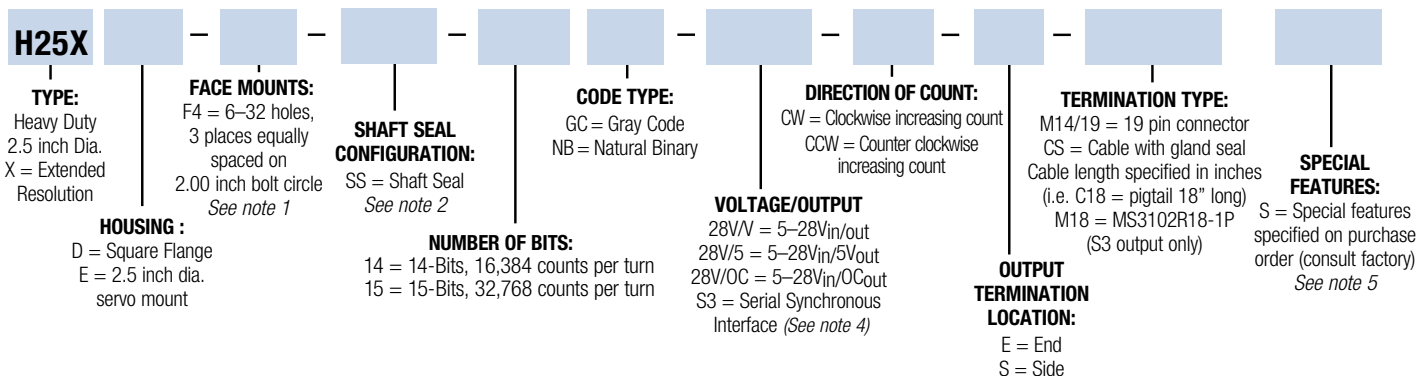 H25X – – – – – – – –
TYPE:
Heavy Duty
2.5 inch Dia.
X = Extended
Resolution
HOUSING :
D = Square Flange
E = 2.5 inch dia.
servo mount
FACE MOUNTS:
F4 = 6–32 holes,
3 places equally
spaced on
2.00 inch bolt circle
See note 1
SHAFT SEAL
CONFIGURATION:
SS = Shaft Seal
See note 2
NUMBER OF BITS:
14 = 14-Bits, 16,384 counts per turn
15 = 15-Bits, 32,768 counts per turn
CODE TYPE:
GC = Gray Code
NB = Natural Binary
VOLTAGE/OUTPUT
28V/V = 5–28Vin/out
28V/5 = 5–28Vin/5Vout
28V/OC = 5–28Vin/OCout
S3 = Serial Synchronous
Interface (See note 4)
DIRECTION OF COUNT:
CW = Clockwise increasing count
CCW = Counter clockwise
increasing count
OUTPUT
TERMINATION
LOCATION:
E = End
S = Side
TERMINATION TYPE:
M14/19 = 19 pin connector
CS = Cable with gland seal
Cable length specified in inches
(i.e. C18 = pigtail 18” long)
M18 = MS3102R18-1P
(S3 output only)
SPECIAL
FEATURES:
S = Special features
specified on purchase
order (consult factory)
See note 5